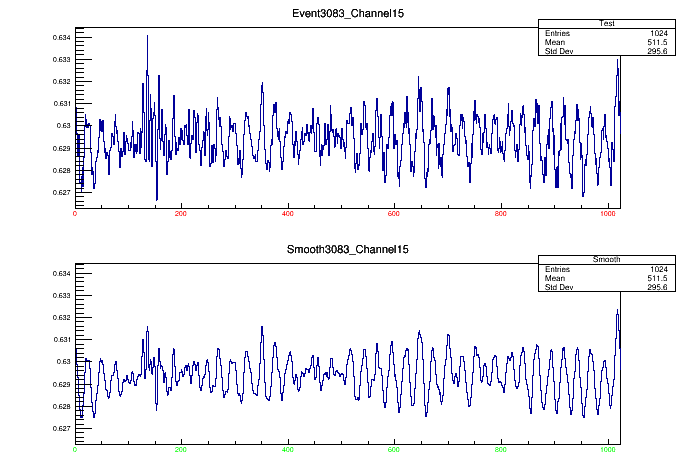 Event3083_Channel15
Test
Entries 1024
Mean 511.5
Std Dev 295.6
0.634
0.633
0.632
0.631
0.63
0.629
0.628
0.627
0 200 400 600 800 1000
Smooth3083_Channel15
Smooth
Entries 1024
Mean 511.5
Std Dev 295.6
0.634
0.633
0.632
0.631
0.63
0.629
0.628
0.627
0 200 400 600 800 1000